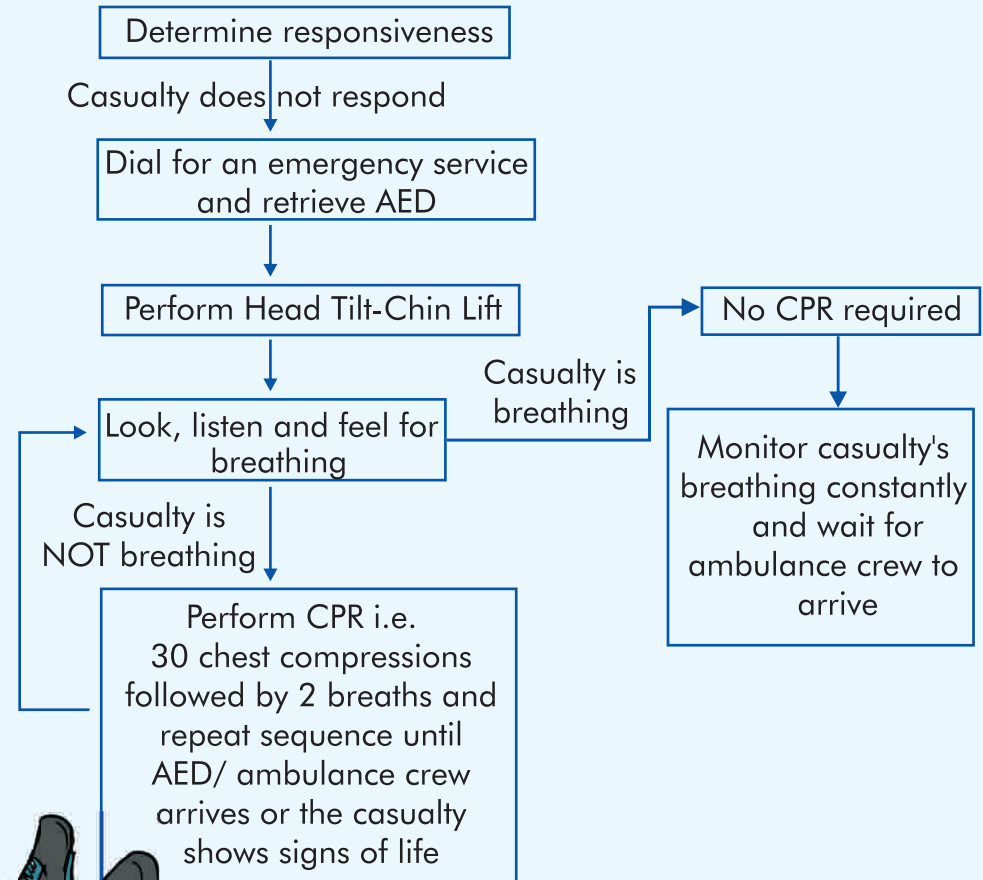 Determine responsiveness
Casualty does not respond
Dial for an emergency service
and retrieve AED
Perform Head Tilt-Chin Lift
Look, listen and feel for
breathing
Casualty is
breathing
No CPR required
Monitor casualty's
breathing constantly
and wait for
ambulance crew to
arrive
Casualty is
NOT breathing
Perform CPR i.e.
30 chest compressions
followed by 2 breaths and
repeat sequence until
AED/ ambulance crew
arrives or the casualty
shows signs of life